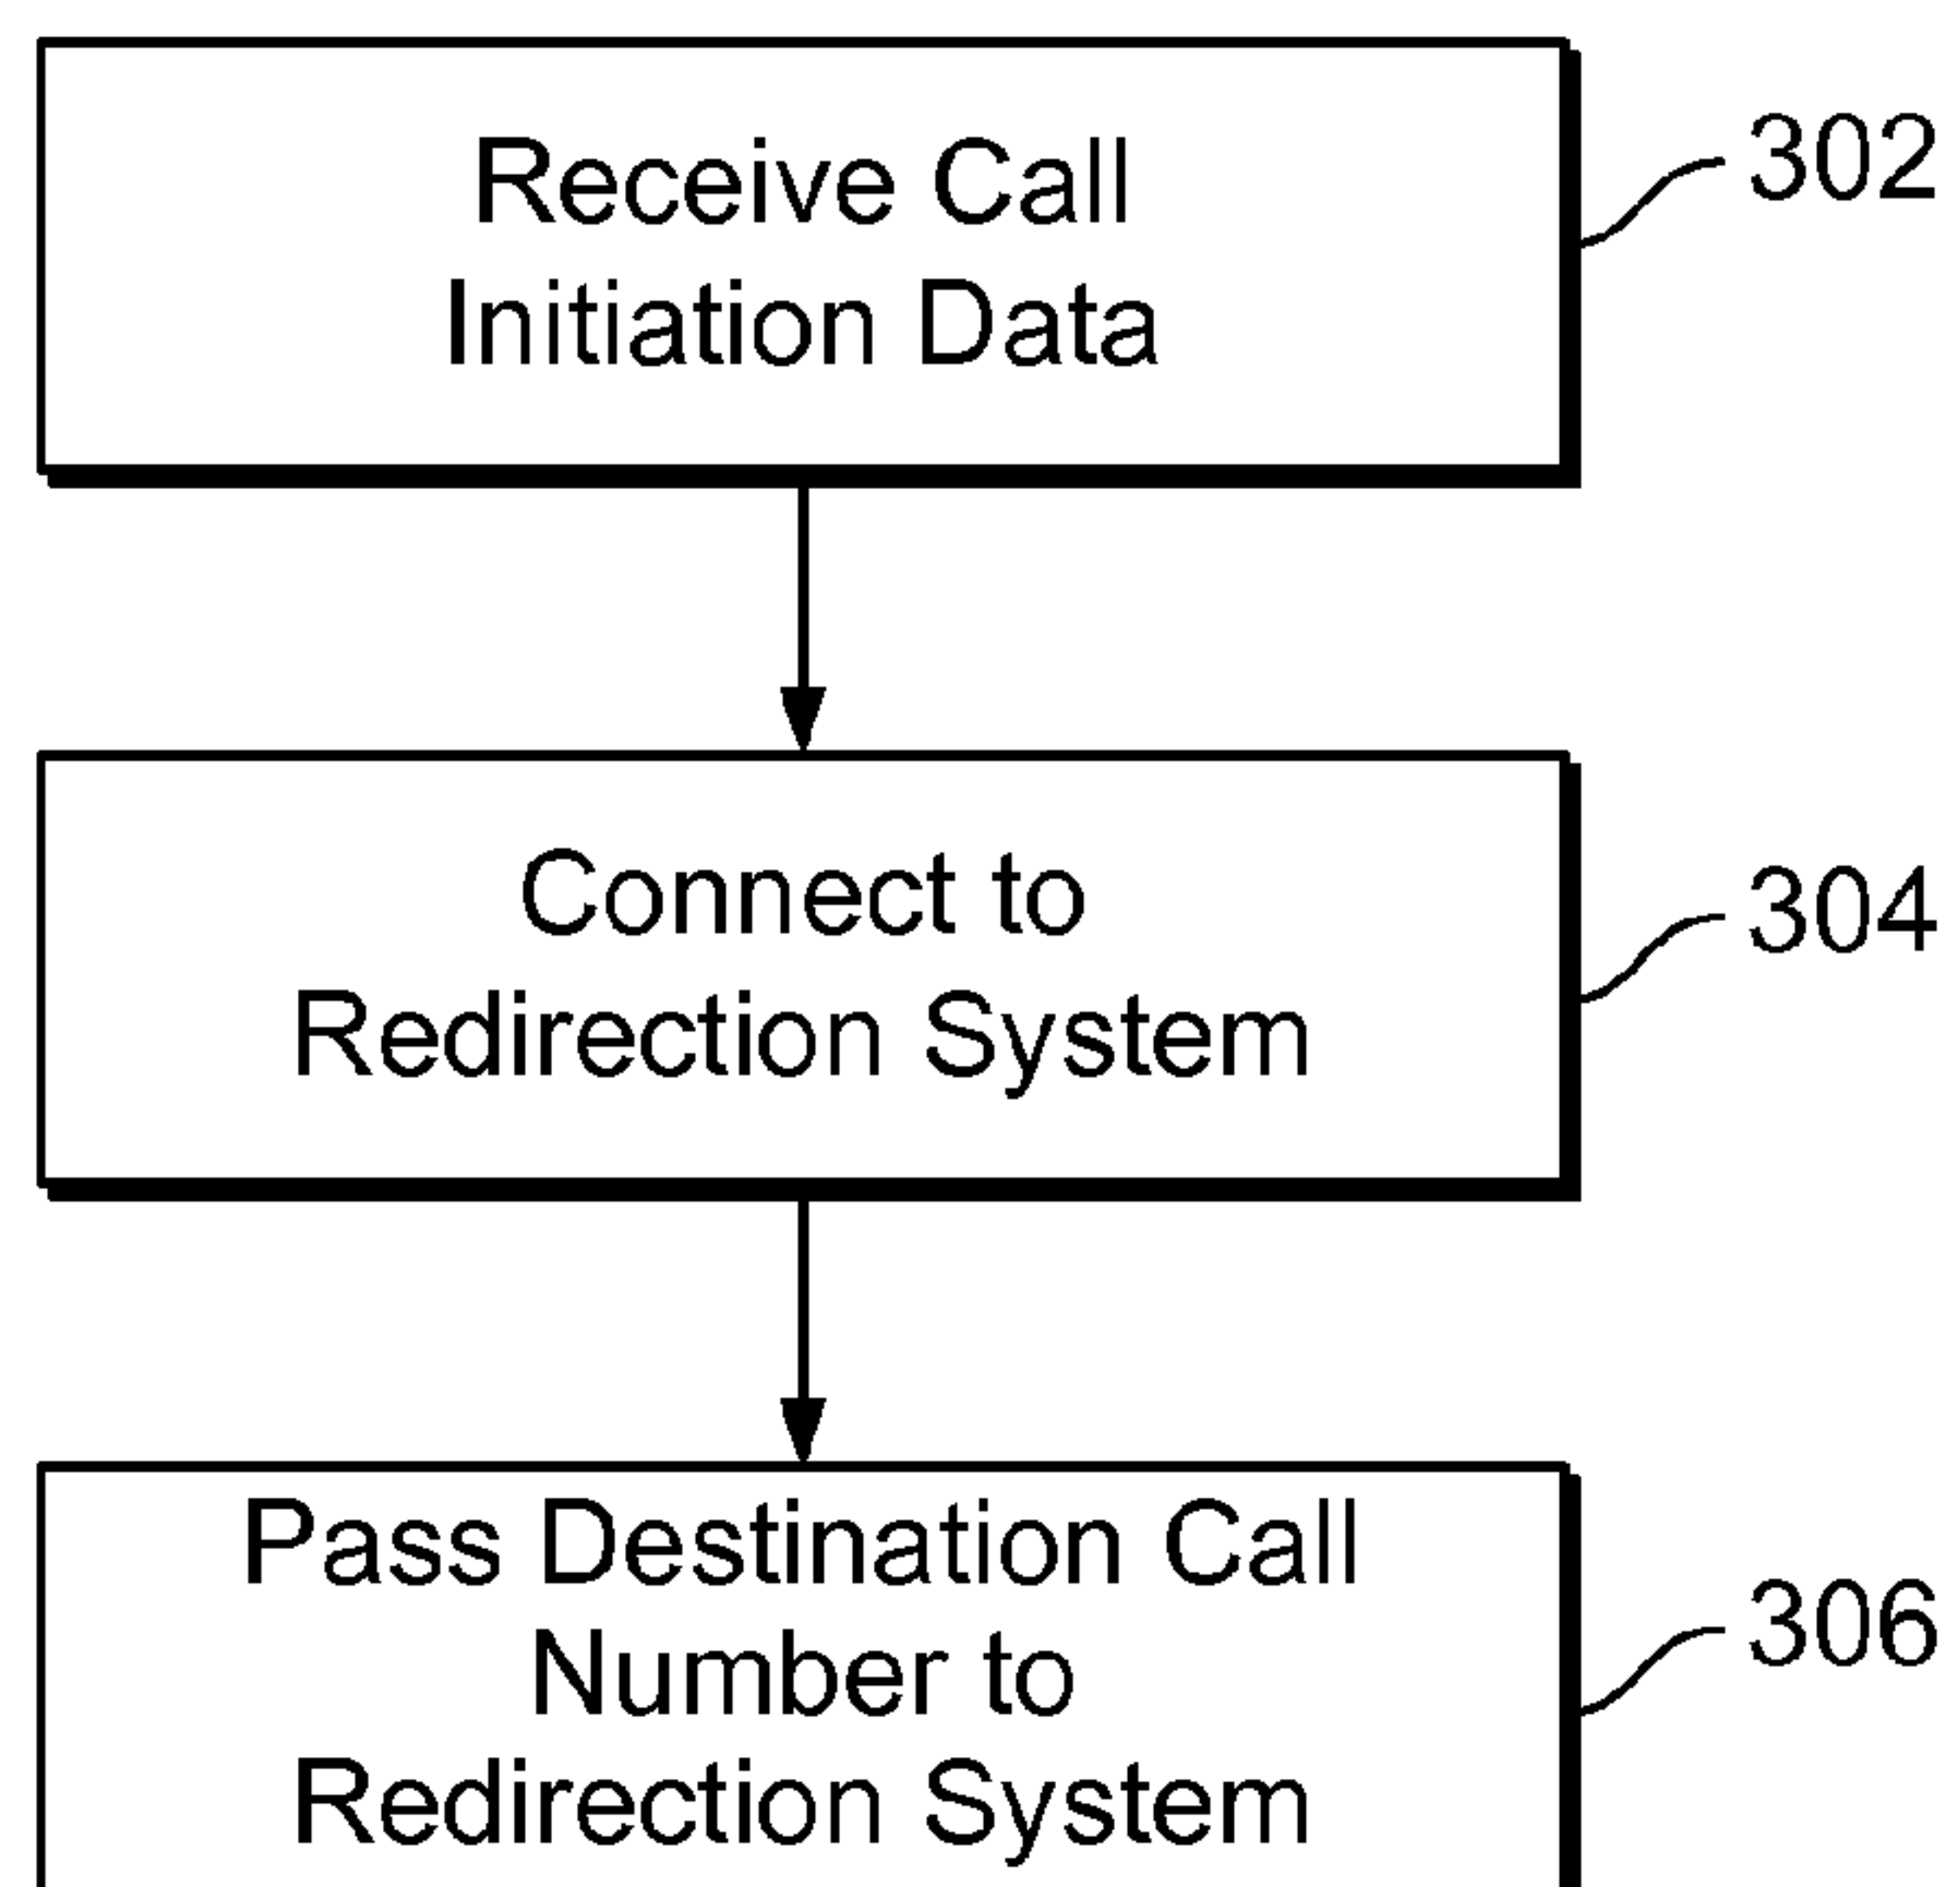 Receive Call
Initiation Data
302
Connect to
Redirection System
304
Pass Destination Call
Number to
Redirection System
306